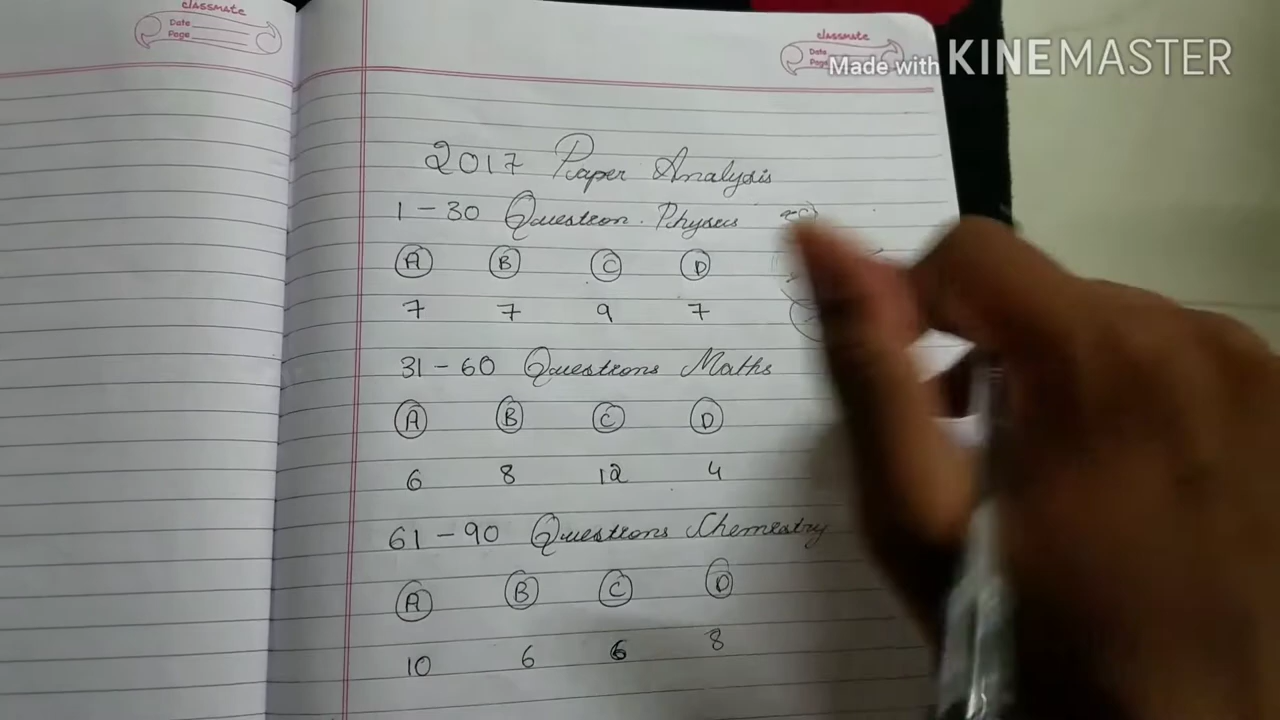 classmate
Date
Page
classmate
Date
Page
Made with KINEMASTER
2017 Paper Analysis
1 - 30 Question. Physics
A B C D
7 7 9 7
31 - 60 Questions Maths
A B C D
6 8 12 4
61 - 90 Questions Chemistry
A B C D
10 6 6 8